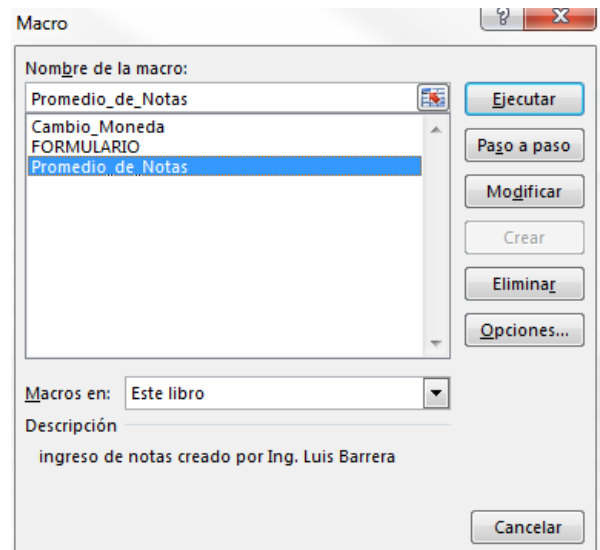 Macro
Nombre de la macro:
Promedio_de_Notas
Ejecutar
Cambio_Moneda
FORMULARIO
Promedio_de_Notas
Paso a paso
Modificar
Crear
Eliminar
Opciones...
Macros en: Este libro
Descripción
ingreso de notas creado por Ing. Luis Barrera
Cancelar